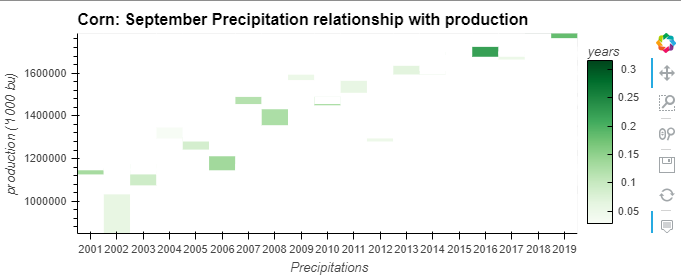 Corn: September Precipitation relationship with production
years
production ('1000 bu)
1600000
1400000
1200000
1000000
0.3
0.25
0.2
0.15
0.1
0.05
2001 2002 2003 2004 2005 2006 2007 2008 2009 2010 2011 2012 2013 2014 2015 2016 2017 2018 2019
Precipitations